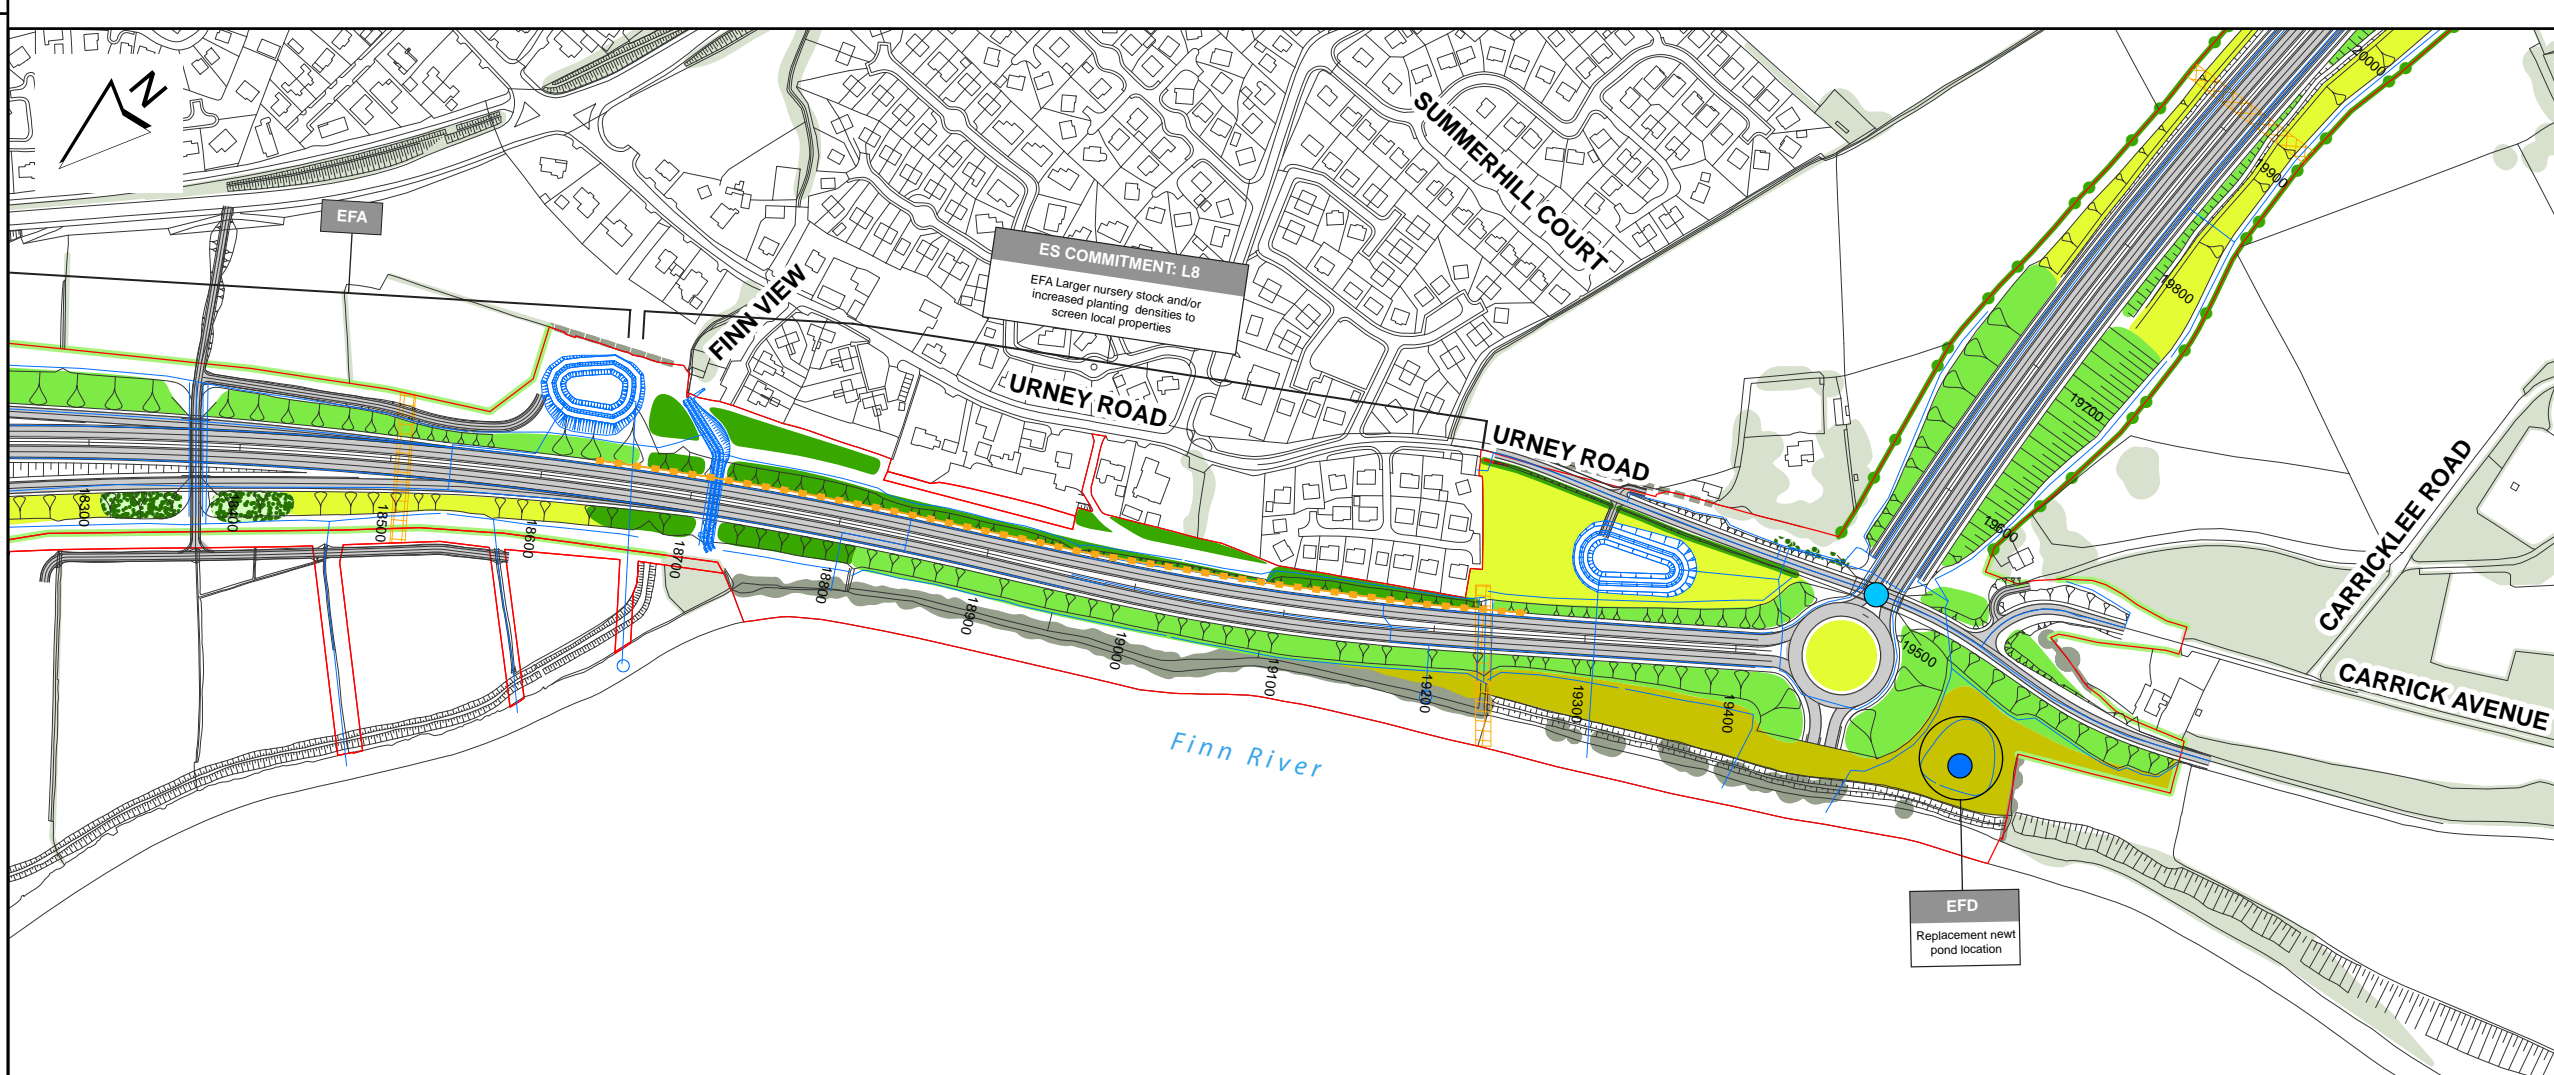 N
EFA
FINN VIEW
ES COMMITMENT: L8
EFA Larger nursery stock and/or
increased planting densities to
screen local properties
SUMMERHILL COURT
URNEY ROAD
URNEY ROAD
CARRICKLEE ROAD
CARRICK AVENUE
18300
18400
18500
18600
18700
18800
18900
19000
19100
19200
19300
19400
19500
19600
19700
19800
19900
20000
Finn River
EFD
Replacement newt
pond location